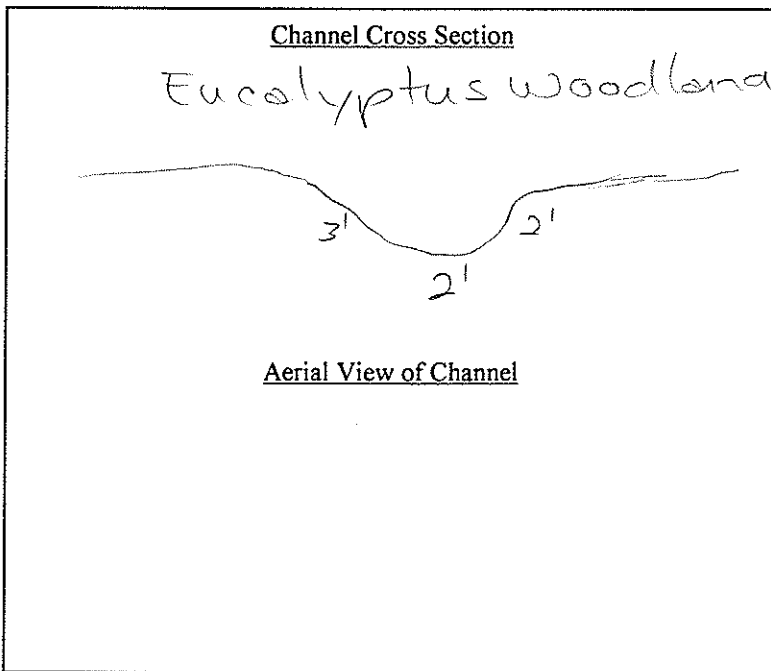 Channel Cross Section
Eucalyptus Woodland
3'
2'
2'
Aerial View of Channel